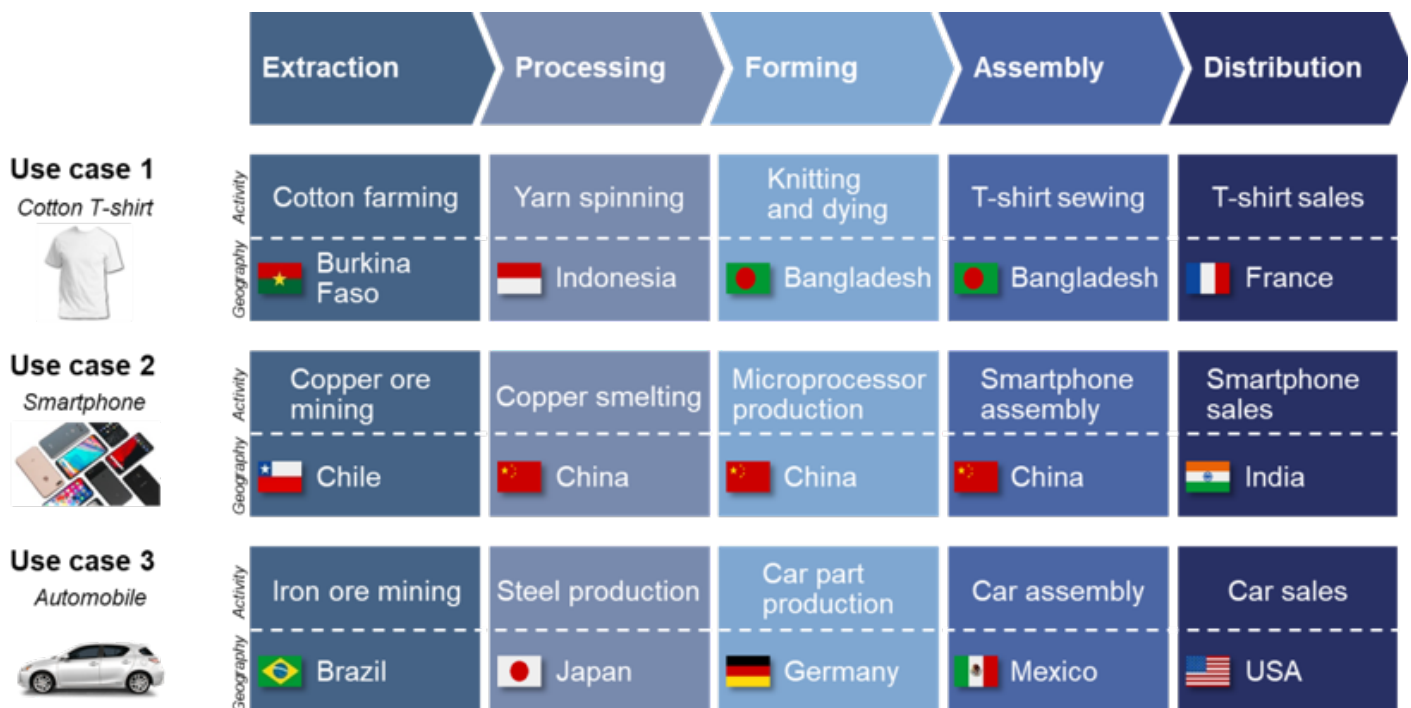 Extraction
Processing
Forming
Assembly
Distribution
Use case 1
Cotton T-shirt
Activity
Cotton farming
Yarn spinning
Knitting
and dying
T-shirt sewing
T-shirt sales
Geography
Burkina
Faso
Indonesia
Bangladesh
Bangladesh
France
Use case 2
Smartphone
Activity
Copper ore
mining
Copper smelting
Microprocessor
production
Smartphone
assembly
Smartphone
sales
Geography
Chile
China
China
China
India
Use case 3
Automobile
Activity
Iron ore mining
Steel production
Car part
production
Car assembly
Car sales
Geography
Brazil
Japan
Germany
Mexico
USA